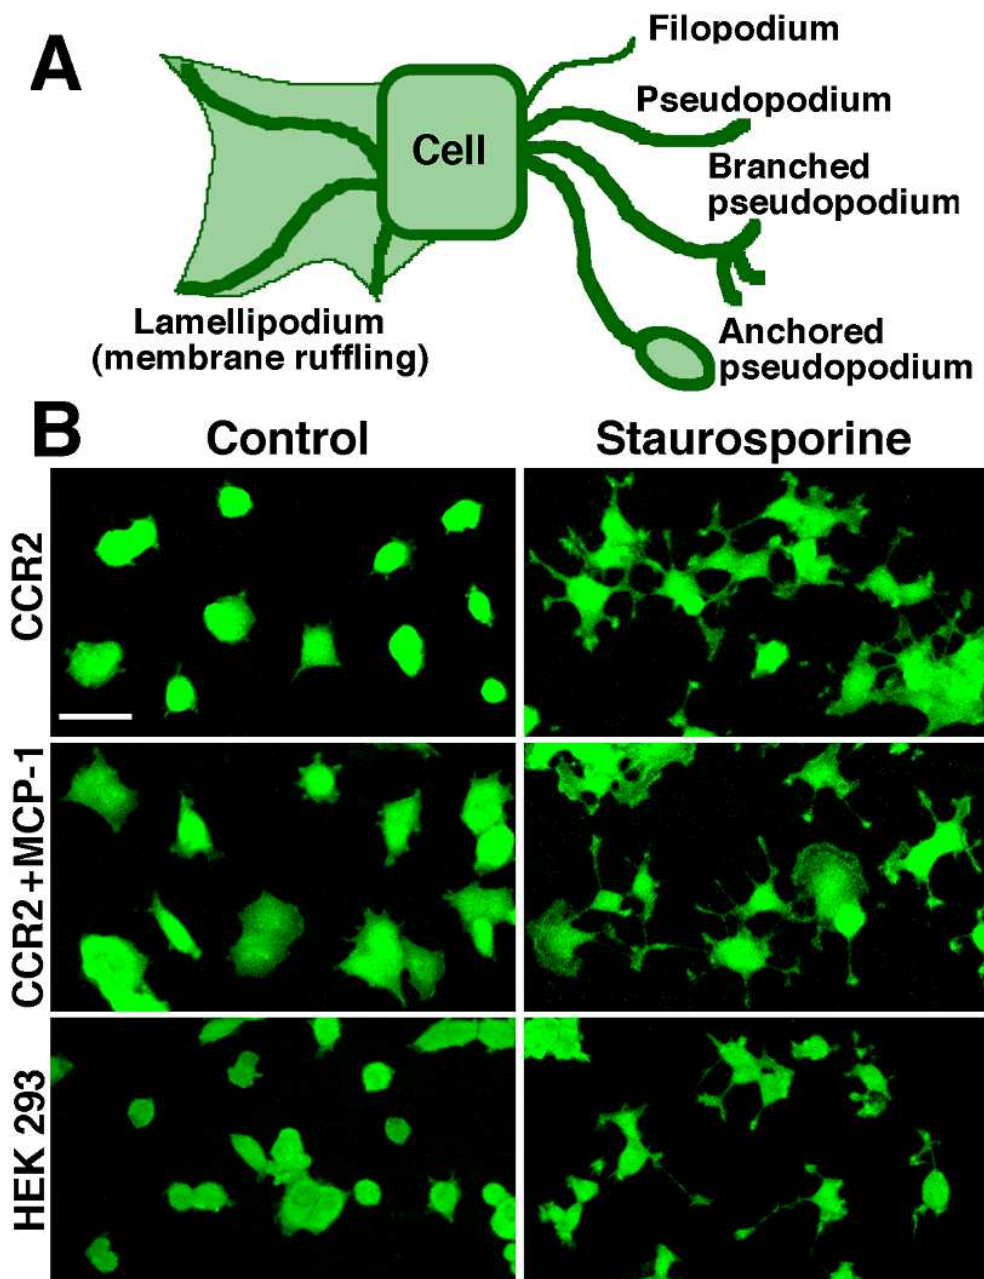 A
Filopodium
Pseudopodium
Cell
Branched
pseudopodium
Lamellipodium
(membrane ruffling)
Anchored
pseudopodium
B
Control
Staurosporine
CCR2
CCR2+MCP-1
HEK 293